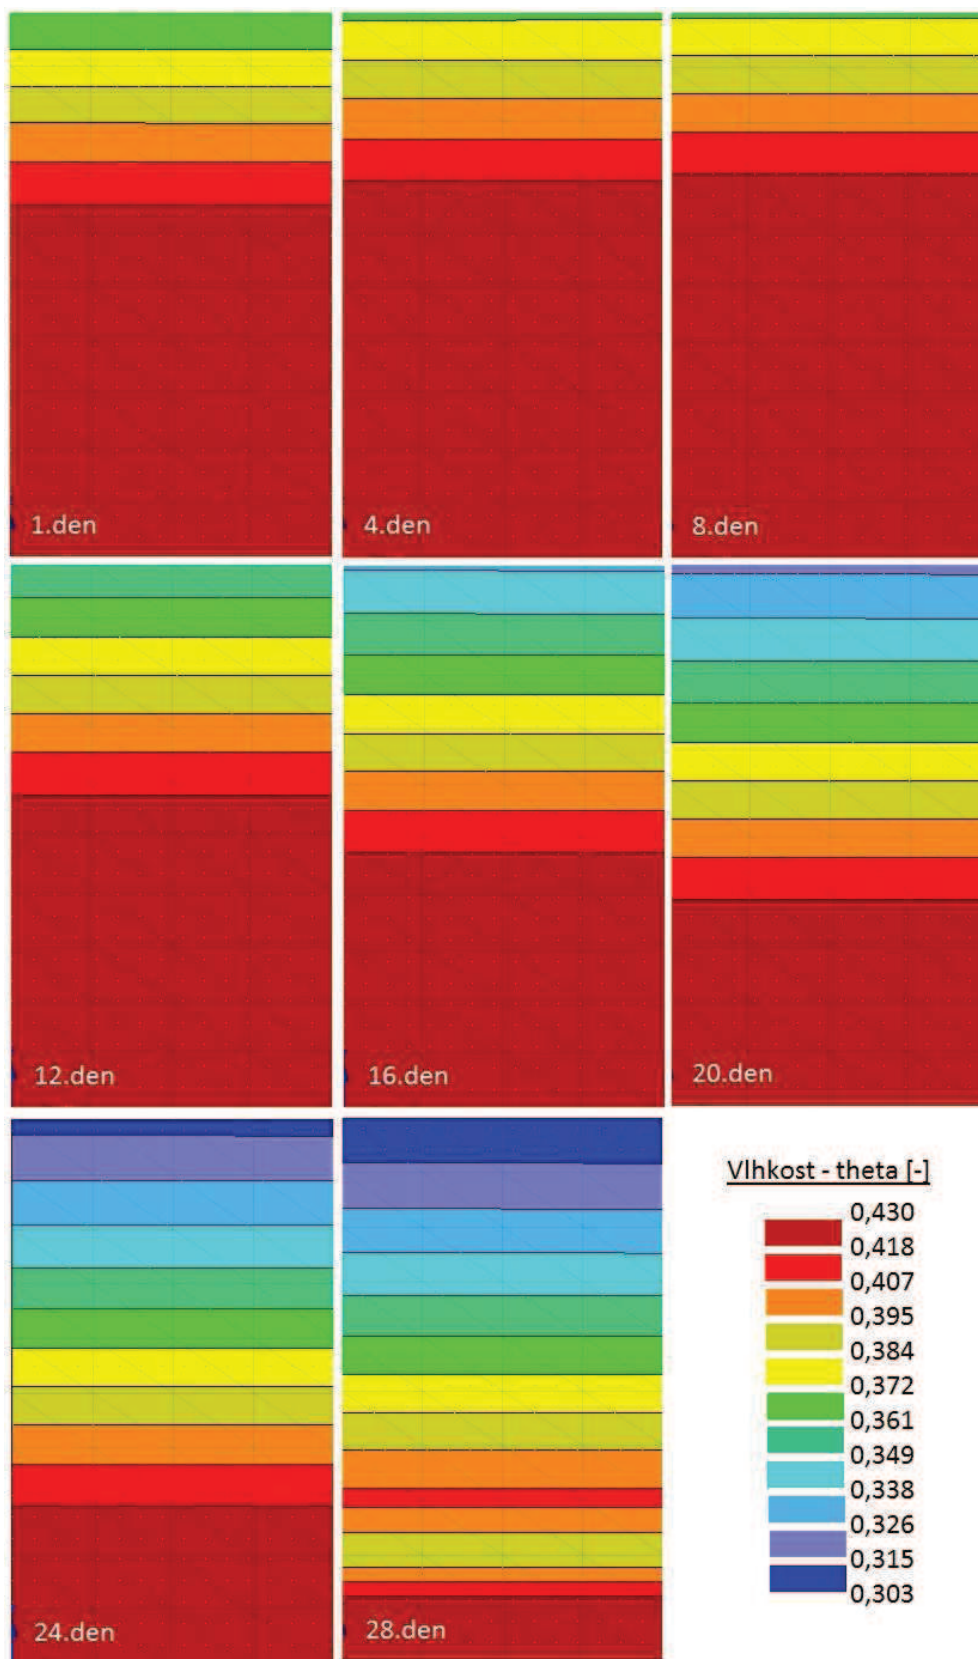 1.den
4.den
8.den
12.den
16.den
20.den
24.den
28.den
Vlhkost - theta [-]
0,430
0,418
0,407
0,395
0,384
0,372
0,361
0,349
0,338
0,326
0,315
0,303